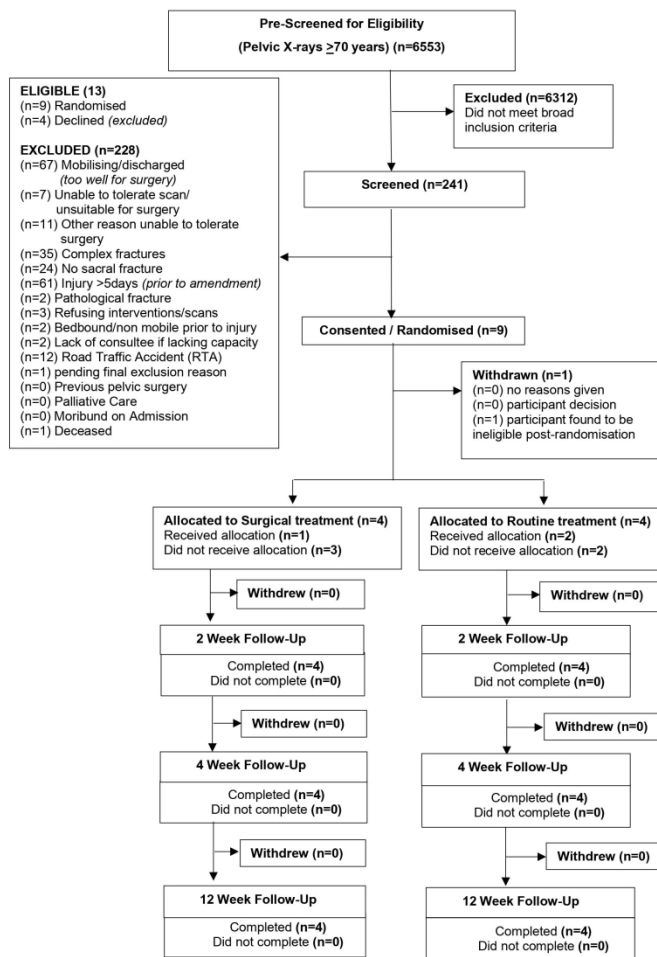 Pre-Screened for Eligibility
(Pelvic X-rays ≥70 years) (n=6553)
ELIGIBLE (13)
(n=9) Randomised
(n=4) Declined (excluded)
EXCLUDED (n=228)
(n=67) Mobilising/discharged
(too well for surgery)
(n=7) Unable to tolerate scan/
unsuitable for surgery
(n=11) Other reason unable to tolerate
surgery
(n=35) Complex fractures
(n=24) No sacral fracture
(n=61) Injury >5days (prior to amendment)
(n=2) Pathological fracture
(n=3) Refusing interventions/scans
(n=2) Bedbound/non mobile prior to injury
(n=2) Lack of consultee if lacking capacity
(n=12) Road Traffic Accident (RTA)
(n=1) pending final exclusion reason
(n=0) Previous pelvic surgery
(n=0) Palliative Care
(n=0) Moribund on Admission
(n=1) Deceased
Excluded (n=6312)
Did not meet broad
inclusion criteria
Screened (n=241)
Consented / Randomised (n=9)
Withdrawn (n=1)
(n=0) no reasons given
(n=0) participant decision
(n=1) participant found to be
ineligible post-randomisation
Allocated to Surgical treatment (n=4)
Received allocation (n=1)
Did not receive allocation (n=3)
Withdrew (n=0)
2 Week Follow-Up
Completed (n=4)
Did not complete (n=0)
Withdrew (n=0)
4 Week Follow-Up
Completed (n=4)
Did not complete (n=0)
Withdrew (n=0)
12 Week Follow-Up
Completed (n=4)
Did not complete (n=0)
Allocated to Routine treatment (n=4)
Received allocation (n=2)
Did not receive allocation (n=2)
Withdrew (n=0)
2 Week Follow-Up
Completed (n=4)
Did not complete (n=0)
Withdrew (n=0)
4 Week Follow-Up
Completed (n=4)
Did not complete (n=0)
Withdrew (n=0)
12 Week Follow-Up
Completed (n=4)
Did not complete (n=0)